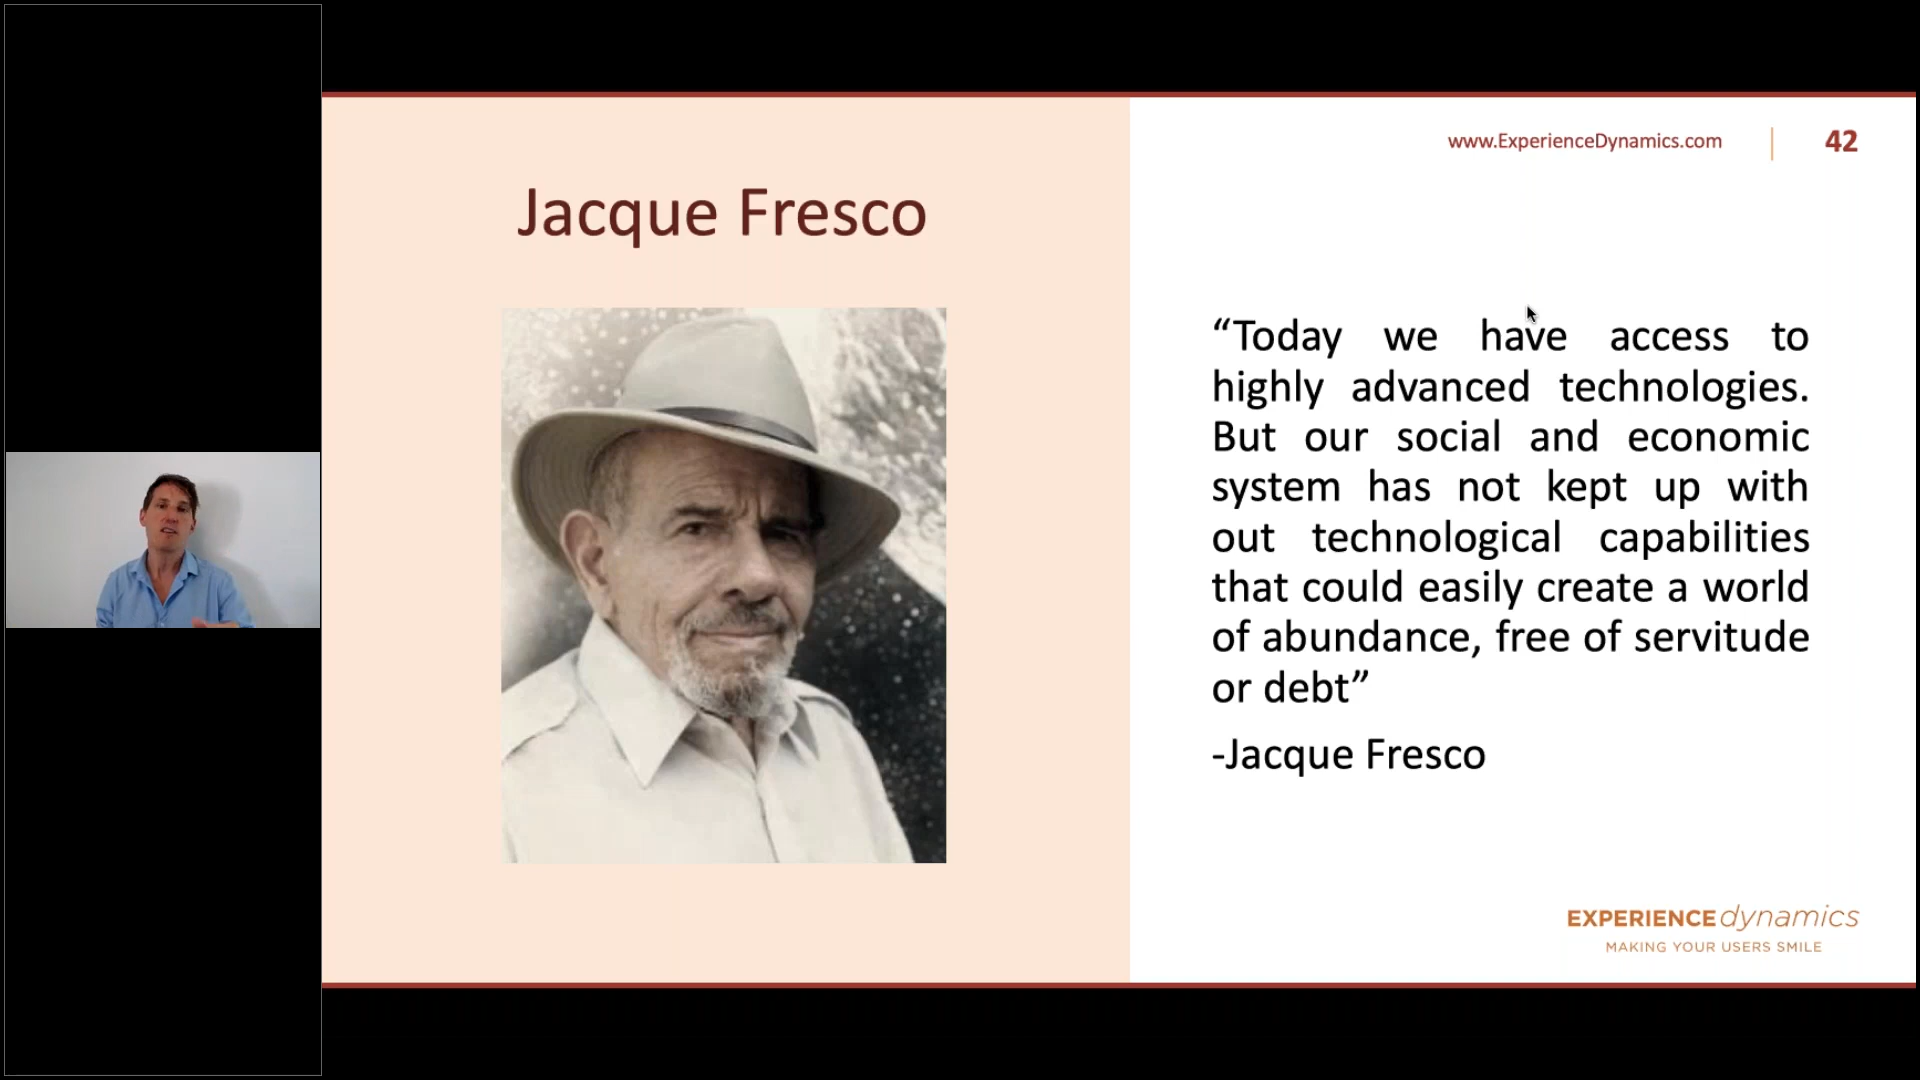 www.ExperienceDynamics.com
42
Jacque Fresco
“Today we have access to
highly advanced technologies.
But our social and economic
system has not kept up with
out technological capabilities
that could easily create a world
of abundance, free of servitude
or debt”
-Jacque Fresco
EXPERIENCE dynamics
MAKING YOUR USERS SMILE